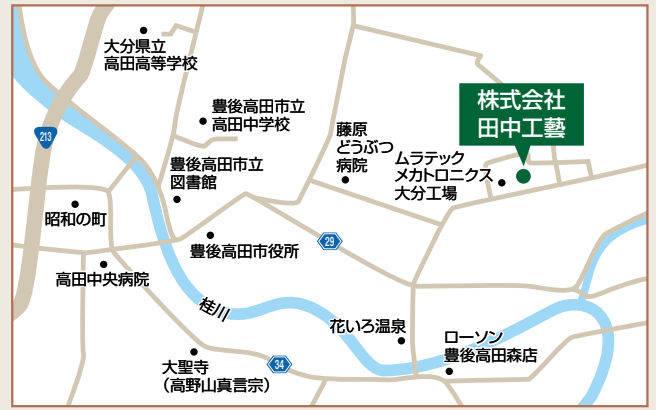 大分県立
高田高等学校
213
豊後高田市立
高田中学校
株式会社
田中工藝
藤原
どうぶつ
病院
ムラテック
メカトロニクス
大分工場
豊後高田市立
図書館
昭和の町
豊後高田市役所
29
高田中央病院
桂川
花いろ温泉
ローソン
豊後高田森店
大聖寺
（高野山真言宗）
34